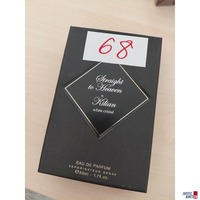 68
Straight
to Heaven
By
Kilian
white cristal
EAU DE PARFUM
VAPORISATEUR SPRAY
℮50ml - 1.7fl.oz.